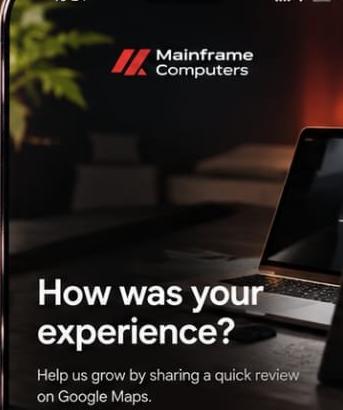 Mainframe
Computers
How was your
experience?
Help us grow by sharing a quick review
on Google Maps.